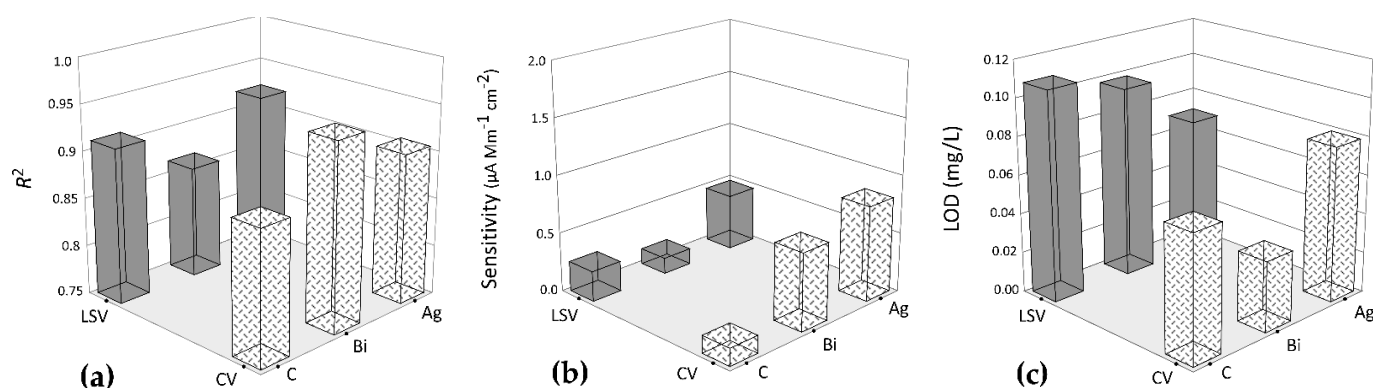 1.0
0.95
0.9
0.85
0.8
0.75
R²
LSV
CV
C
Bi
Ag
(a)
2.0
1.5
1.0
0.5
0.0
Sensitivity (µA Mm⁻¹ cm⁻²)
LSV
CV
C
Bi
Ag
(b)
0.12
0.10
0.08
0.06
0.04
0.02
0.00
LOD (mg/L)
LSV
CV
C
Bi
Ag
(c)